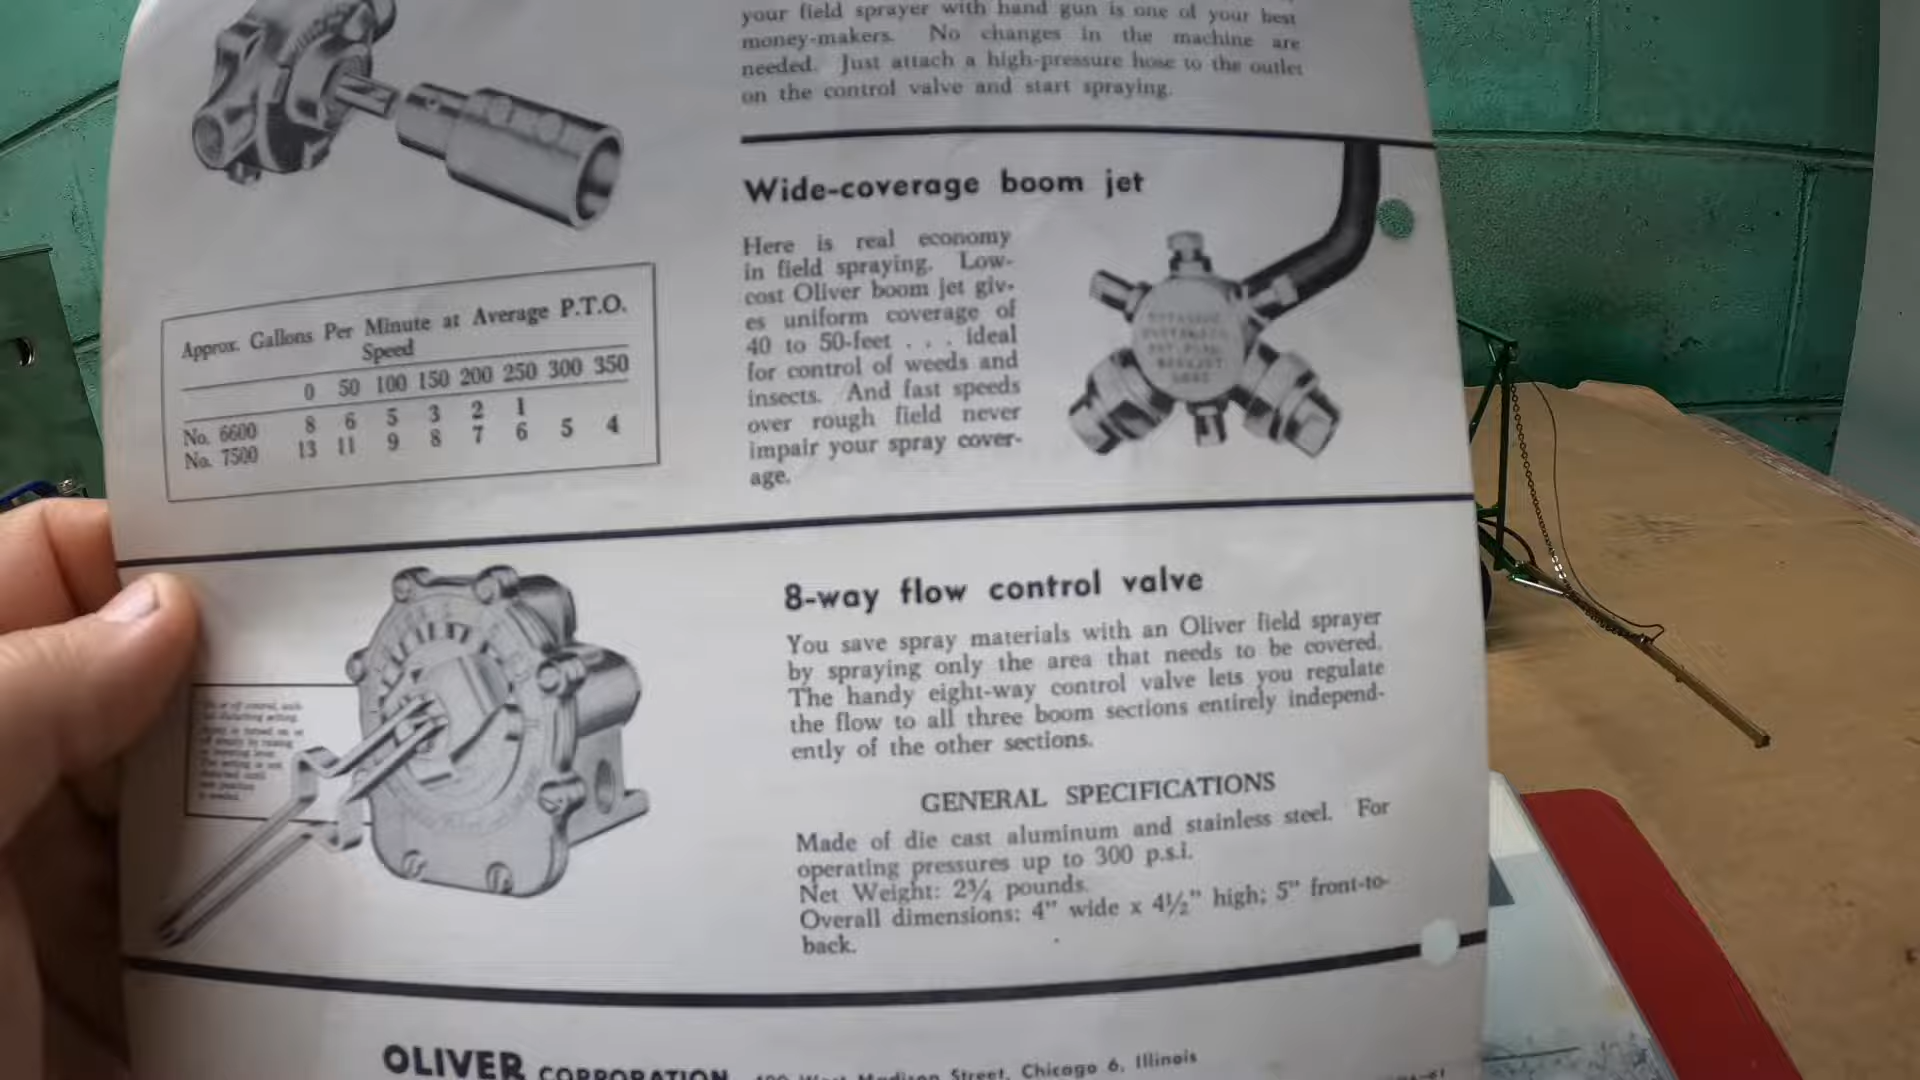 your field sprayer with hand gun is one of your best
money-makers. No changes in the machine are
needed. Just attach a high-pressure hose to the outlet
on the control valve and start spraying.
Approx. Gallons Per Minute at Average P.T.O.
Speed
0 50 100 150 200 250 300 350
No. 6600 8 6 5 3 2 1
No. 7500 13 11 9 8 7 6 5 4
Wide-coverage boom jet
Here is real economy
in field spraying. Low-
cost Oliver boom jet giv-
es uniform coverage of
40 to 50-feet . . . ideal
for control of weeds and
insects. And fast speeds
over rough field never
impair your spray cover-
age.
8-way flow control valve
You save spray materials with an Oliver field sprayer
by spraying only the area that needs to be covered.
The handy eight-way control valve lets you regulate
the flow to all three boom sections entirely independ-
ently of the other sections.
GENERAL SPECIFICATIONS
Made of die cast aluminum and stainless steel. For
operating pressures up to 300 p.s.i.
Net Weight: 2¾ pounds.
Overall dimensions: 4" wide x 4½" high; 5" front-to-
back.
OLIVER CORPORATION 400 West Madison Street, Chicago 6, Illinois